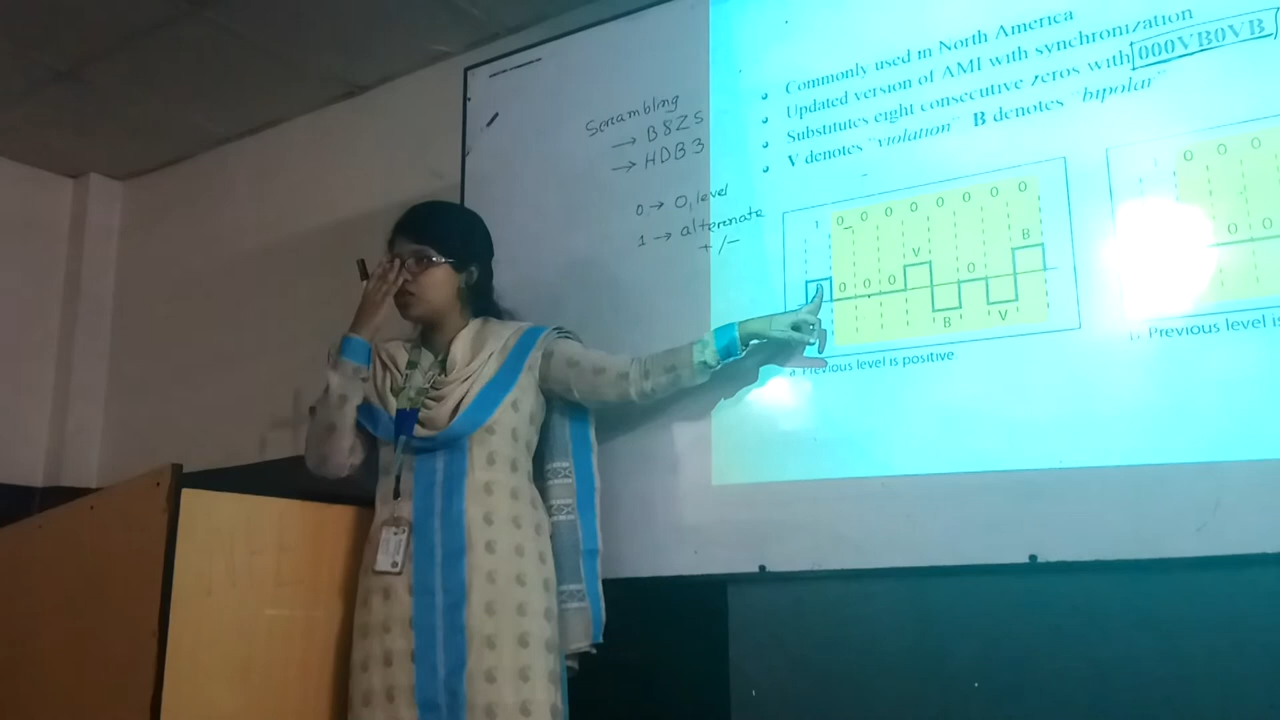 Scrambling
→ B8ZS
→ HDB3
0 → 0, level
1 → alternate
+/-
• Commonly used in North America
• Updated version of AMI with synchronization
• Substitutes eight consecutive zeros with 000VB0VB
• V denotes "violation" B denotes "bipolar"
1 0 0 0 0 0 0 0 0
0 0 0 V B 0 V B
a. Previous level is positive
0 0 0
0 0
b. Previous level is